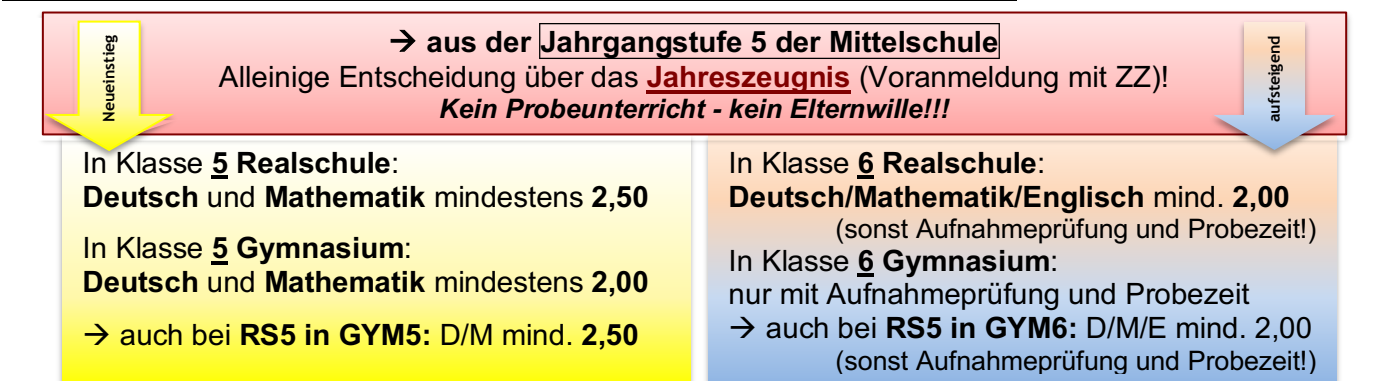 Neueinstieg
→ aus der Jahrgangstufe 5 der Mittelschule
Alleinige Entscheidung über das Jahreszeugnis (Voranmeldung mit ZZ)!
Kein Probeunterricht - kein Elternwille!!!
aufsteigend
In Klasse 5 Realschule:
Deutsch und Mathematik mindestens 2,50
In Klasse 5 Gymnasium:
Deutsch und Mathematik mindestens 2,00
→ auch bei RS5 in GYM5: D/M mind. 2,50
In Klasse 6 Realschule:
Deutsch/Mathematik/Englisch mind. 2,00
(sonst Aufnahmeprüfung und Probezeit!)
In Klasse 6 Gymnasium:
nur mit Aufnahmeprüfung und Probezeit
→ auch bei RS5 in GYM6: D/M/E mind. 2,00
(sonst Aufnahmeprüfung und Probezeit!)